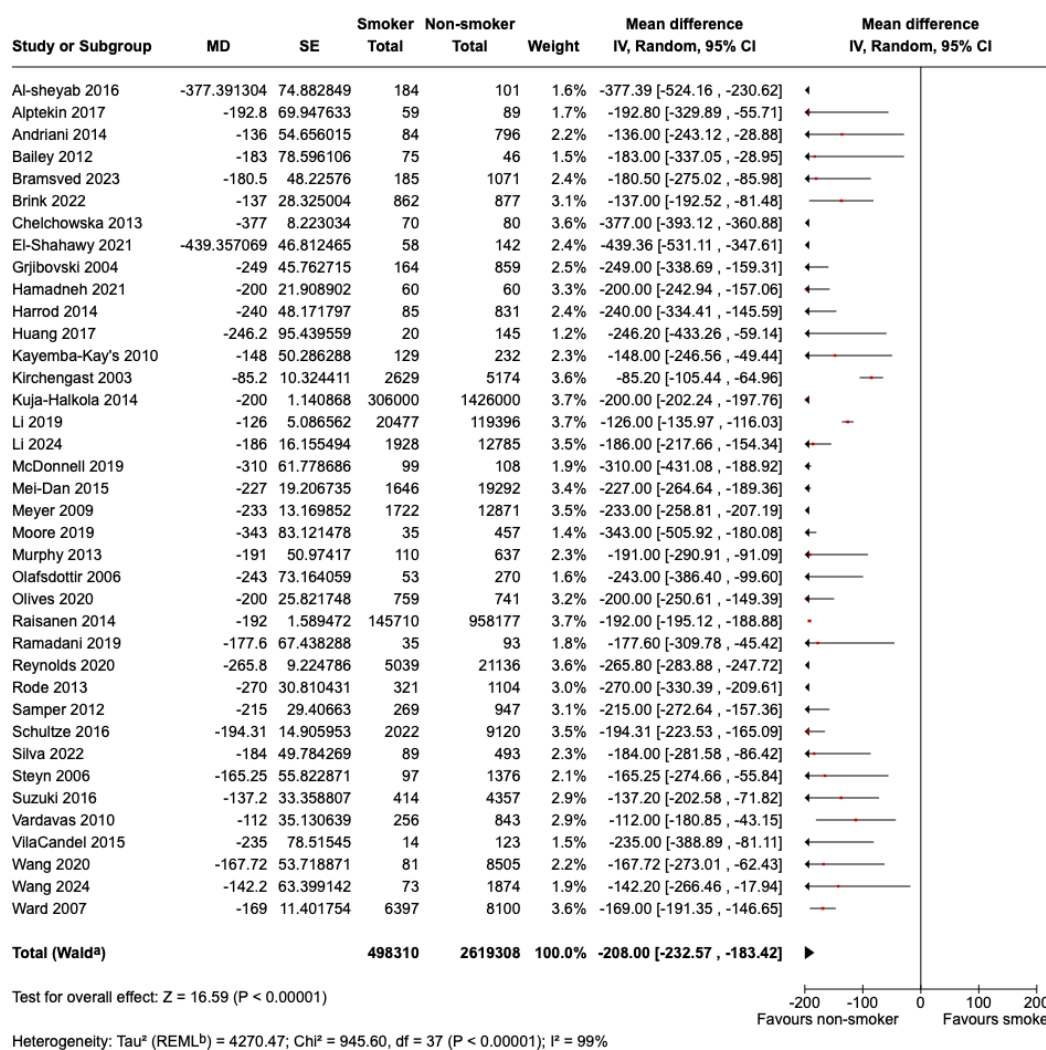 Smoker Non-smoker Mean difference Mean difference
Study or Subgroup MD SE Total Total Weight IV, Random, 95% CI IV, Random, 95% CI
Al-sheyab 2016 -377.391304 74.882849 184 101 1.6% -377.39 [-524.16 , -230.62]
Alptekin 2017 -192.8 69.947633 59 89 1.7% -192.80 [-329.89 , -55.71]
Andriani 2014 -136 54.656015 84 796 2.2% -136.00 [-243.12 , -28.88]
Bailey 2012 -183 78.596106 75 46 1.5% -183.00 [-337.05 , -28.95]
Bramsved 2023 -180.5 48.22576 185 1071 2.4% -180.50 [-275.02 , -85.98]
Brink 2022 -137 28.325004 862 877 3.1% -137.00 [-192.52 , -81.48]
Chelchowska 2013 -377 8.223034 70 80 3.6% -377.00 [-393.12 , -360.88]
El-Shahawy 2021 -439.357069 46.812465 58 142 2.4% -439.36 [-531.11 , -347.61]
Grjibovski 2004 -249 45.762715 164 859 2.5% -249.00 [-338.69 , -159.31]
Hamadneh 2021 -200 21.908902 60 60 3.3% -200.00 [-242.94 , -157.06]
Harrod 2014 -240 48.171797 85 831 2.4% -240.00 [-334.41 , -145.59]
Huang 2017 -246.2 95.439559 20 145 1.2% -246.20 [-433.26 , -59.14]
Kayemba-Kay's 2010 -148 50.286288 129 232 2.3% -148.00 [-246.56 , -49.44]
Kirchengast 2003 -85.2 10.324411 2629 5174 3.6% -85.20 [-105.44 , -64.96]
Kuja-Halkola 2014 -200 1.140868 306000 1426000 3.7% -200.00 [-202.24 , -197.76]
Li 2019 -126 5.086562 20477 119396 3.7% -126.00 [-135.97 , -116.03]
Li 2024 -186 16.155494 1928 12785 3.5% -186.00 [-217.66 , -154.34]
McDonnell 2019 -310 61.778686 99 108 1.9% -310.00 [-431.08 , -188.92]
Mei-Dan 2015 -227 19.206735 1646 19292 3.4% -227.00 [-264.64 , -189.36]
Meyer 2009 -233 13.169852 1722 12871 3.5% -233.00 [-258.81 , -207.19]
Moore 2019 -343 83.121478 35 457 1.4% -343.00 [-505.92 , -180.08]
Murphy 2013 -191 50.97417 110 637 2.3% -191.00 [-290.91 , -91.09]
Olafsdottir 2006 -243 73.164059 53 270 1.6% -243.00 [-386.40 , -99.60]
Olives 2020 -200 25.821748 759 741 3.2% -200.00 [-250.61 , -149.39]
Raisanen 2014 -192 1.589472 145710 958177 3.7% -192.00 [-195.12 , -188.88]
Ramadani 2019 -177.6 67.438288 35 93 1.8% -177.60 [-309.78 , -45.42]
Reynolds 2020 -265.8 9.224786 5039 21136 3.6% -265.80 [-283.88 , -247.72]
Rode 2013 -270 30.810431 321 1104 3.0% -270.00 [-330.39 , -209.61]
Samper 2012 -215 29.40663 269 947 3.1% -215.00 [-272.64 , -157.36]
Schultze 2016 -194.31 14.905953 2022 9120 3.5% -194.31 [-223.53 , -165.09]
Silva 2022 -184 49.784269 89 493 2.3% -184.00 [-281.58 , -86.42]
Steyn 2006 -165.25 55.822871 97 1376 2.1% -165.25 [-274.66 , -55.84]
Suzuki 2016 -137.2 33.358807 414 4357 2.9% -137.20 [-202.58 , -71.82]
Vardavas 2010 -112 35.130639 256 843 2.9% -112.00 [-180.85 , -43.15]
VilaCandel 2015 -235 78.51545 14 123 1.5% -235.00 [-388.89 , -81.11]
Wang 2020 -167.72 53.718871 81 8505 2.2% -167.72 [-273.01 , -62.43]
Wang 2024 -142.2 63.399142 73 1874 1.9% -142.20 [-266.46 , -17.94]
Ward 2007 -169 11.401754 6397 8100 3.6% -169.00 [-191.35 , -146.65]
Total (Waldᵃ) 498310 2619308 100.0% -208.00 [-232.57 , -183.42]
Test for overall effect: Z = 16.59 (P < 0.00001)
-200 -100 0 100 200
Favours non-smoker Favours smoke
Heterogeneity: Tau² (REMLᵇ) = 4270.47; Chi² = 945.60, df = 37 (P < 0.00001); I² = 99%